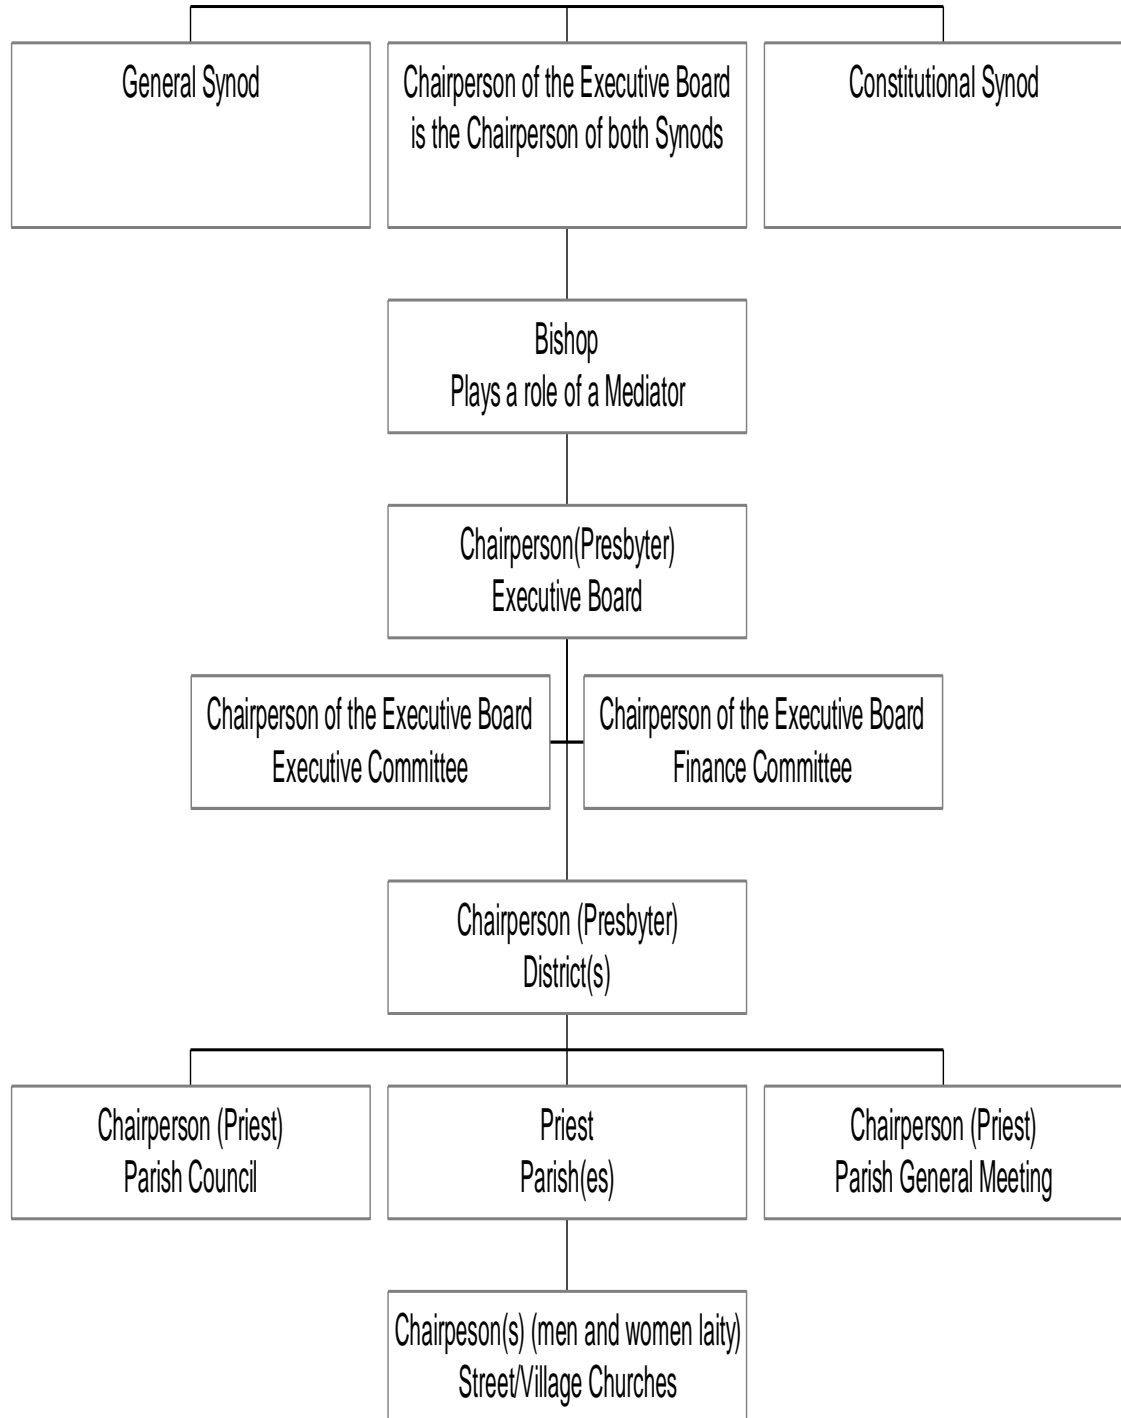 General Synod
Chairperson of the Executive Board
is the Chairperson of both Synods
Constitutional Synod
Bishop
Plays a role of a Mediator
Chairperson(Presbyter)
Executive Board
Chairperson of the Executive Board
Executive Committee
Chairperson of the Executive Board
Finance Committee
Chairperson (Presbyter)
District(s)
Chairperson (Priest)
Parish Council
Priest
Parish(es)
Chairperson (Priest)
Parish General Meeting
Chairpeson(s) (men and women laity)
Street/Village Churches